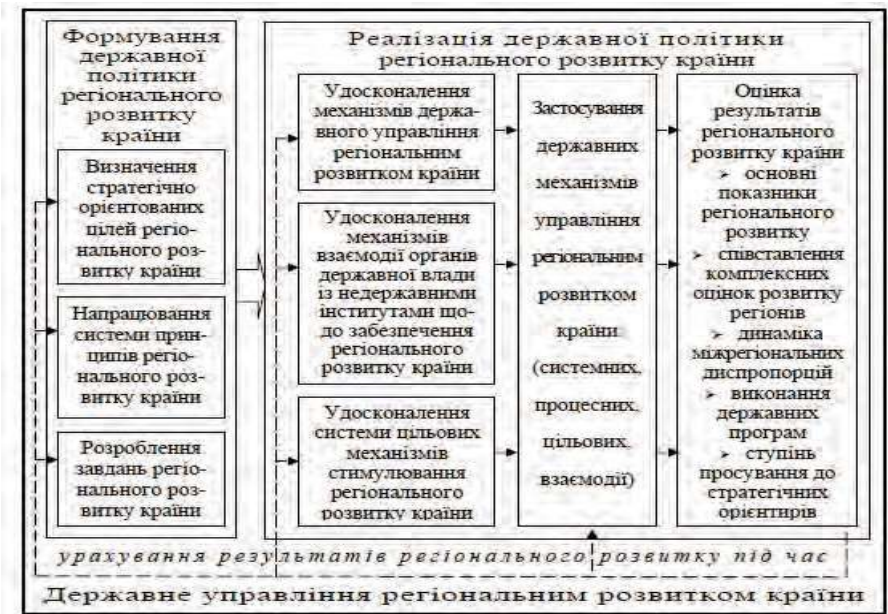 Формування
державної
політики
регіонального
розвитку
країни
Визначення
стратегічно
орієнтованих
цілей регіо-
нального роз-
витку країни
Напрацювання
системи прин-
ципів регіо-
нального роз-
витку країни
Розроблення
завдань регіо-
нального роз-
витку країни
Реалізація державної політики
регіонального розвитку країни
Удосконалення
механізмів держа-
вного управління
регіональним
розвитком країни
Удосконалення
механізмів
взаємодії органів
державної влади
із недержавними
інститутами що-
до забезпечення
регіонального
розвитку країни
Удосконалення
системи цільових
механізмів
стимулювання
регіонального
розвитку країни
Застосування
державних
механізмів
управління
регіональним
розвитком
країни
(системних,
процесних,
цільових,
взаємодії)
Оцінка
результатів
регіонального
розвитку країни
➢ основні
показники
регіонального
розвитку
➢ співставлення
комплексних
оцінок розвитку
регіонів
➢ динаміка
міжрегіональних
диспропорцій
➢ виконання
державних
програм
➢ ступінь
просування до
стратегічних
орієнтирів
урахування результатів регіонального розвитку під час
Державне управління регіональним розвитком країни